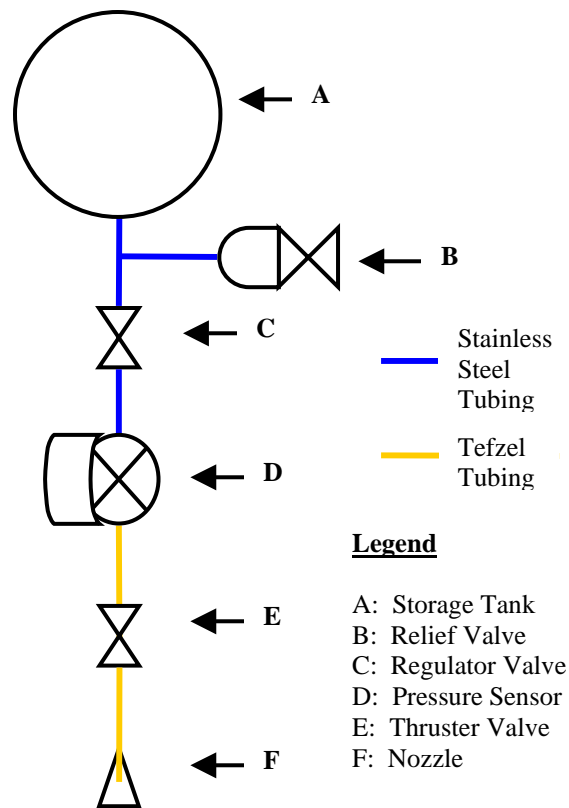 A
B
C
Stainless
Steel
Tubing
D
Tefzel
Tubing
Legend
E
A: Storage Tank
B: Relief Valve
C: Regulator Valve
D: Pressure Sensor
E: Thruster Valve
F: Nozzle
F